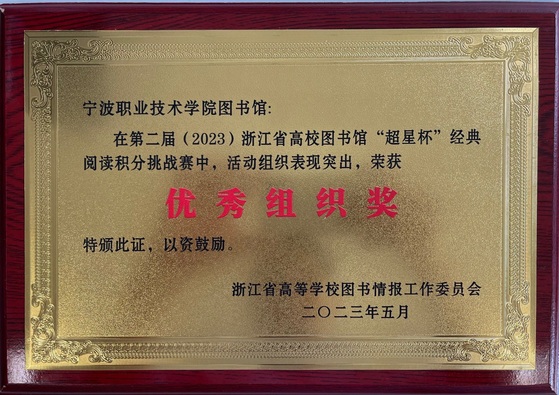 宁波职业技术学院图书馆:
在第二届（2023）浙江省高校图书馆“超星杯”经典
阅读积分挑战赛中，活动组织表现突出，荣获
优秀组织奖
特颁此证，以资鼓励。
浙江省高等学校图书情报工作委员会
二〇二三年五月